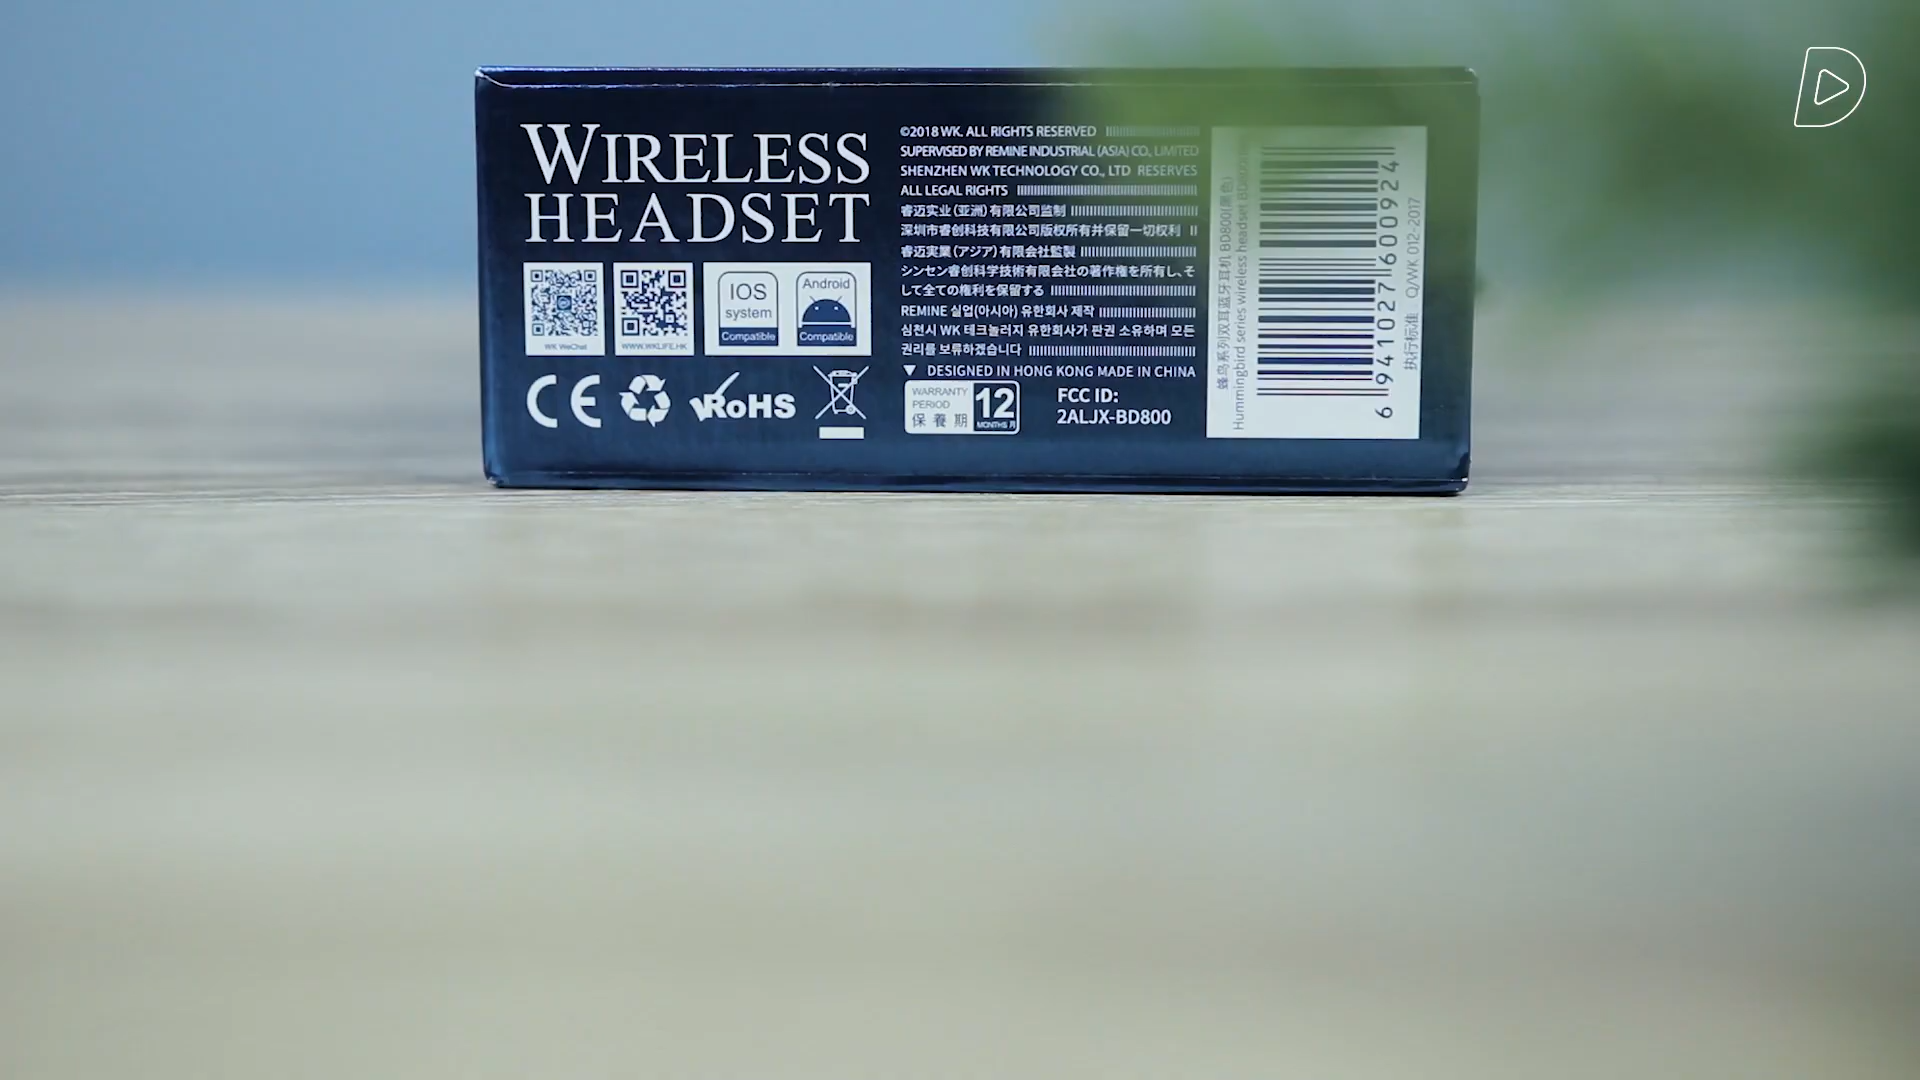 WIRELESS
HEADSET
WK WeChat
WWW.WKLIFE.HK
IOS
system
Compatible
Android
Compatible
CE
RoHS
©2018 WK. ALL RIGHTS RESERVED
SUPERVISED BY REMINE INDUSTRIAL (ASIA) CO., LIMITED
SHENZHEN WK TECHNOLOGY CO., LTD RESERVES
ALL LEGAL RIGHTS
睿迈实业(亚洲)有限公司监制
深圳市睿创科技有限公司版权所有并保留一切权利
睿迈実業(アジア)有限会社監製
シンセン睿创科学技術有限会社の著作権を所有し、そ
して全ての権利を保留する
REMINE 실업(아시아) 유한회사 제작
심천시 WK 테크놀러지 유한회사가 판권 소유하며 모든
권리를 보류하겠습니다
▼ DESIGNED IN HONG KONG MADE IN CHINA
WARRANTY
PERIOD
保養期
12
MONTHS 月
FCC ID:
2ALJX-BD800
蜂鸟系列双耳蓝牙耳机 BD800(黑色)
Hummingbird series wireless headset
6 941027 600924
执行标准 Q/WK 012-2017